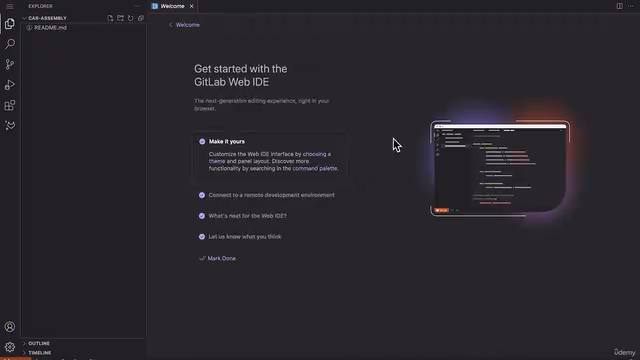 EXPLORER
CAR-ASSEMBLY
README.md
OUTLINE
TIMELINE
Welcome
Welcome
Get started with the
GitLab Web IDE
The next-generation editing experience, right in your
browser.
Make it yours
Customize the Web IDE interface by choosing a
theme and panel layout. Discover more
functionality by searching in the command palette.
Connect to a remote development environment
What's next for the Web IDE?
Let us know what you think
Mark Done
udemy